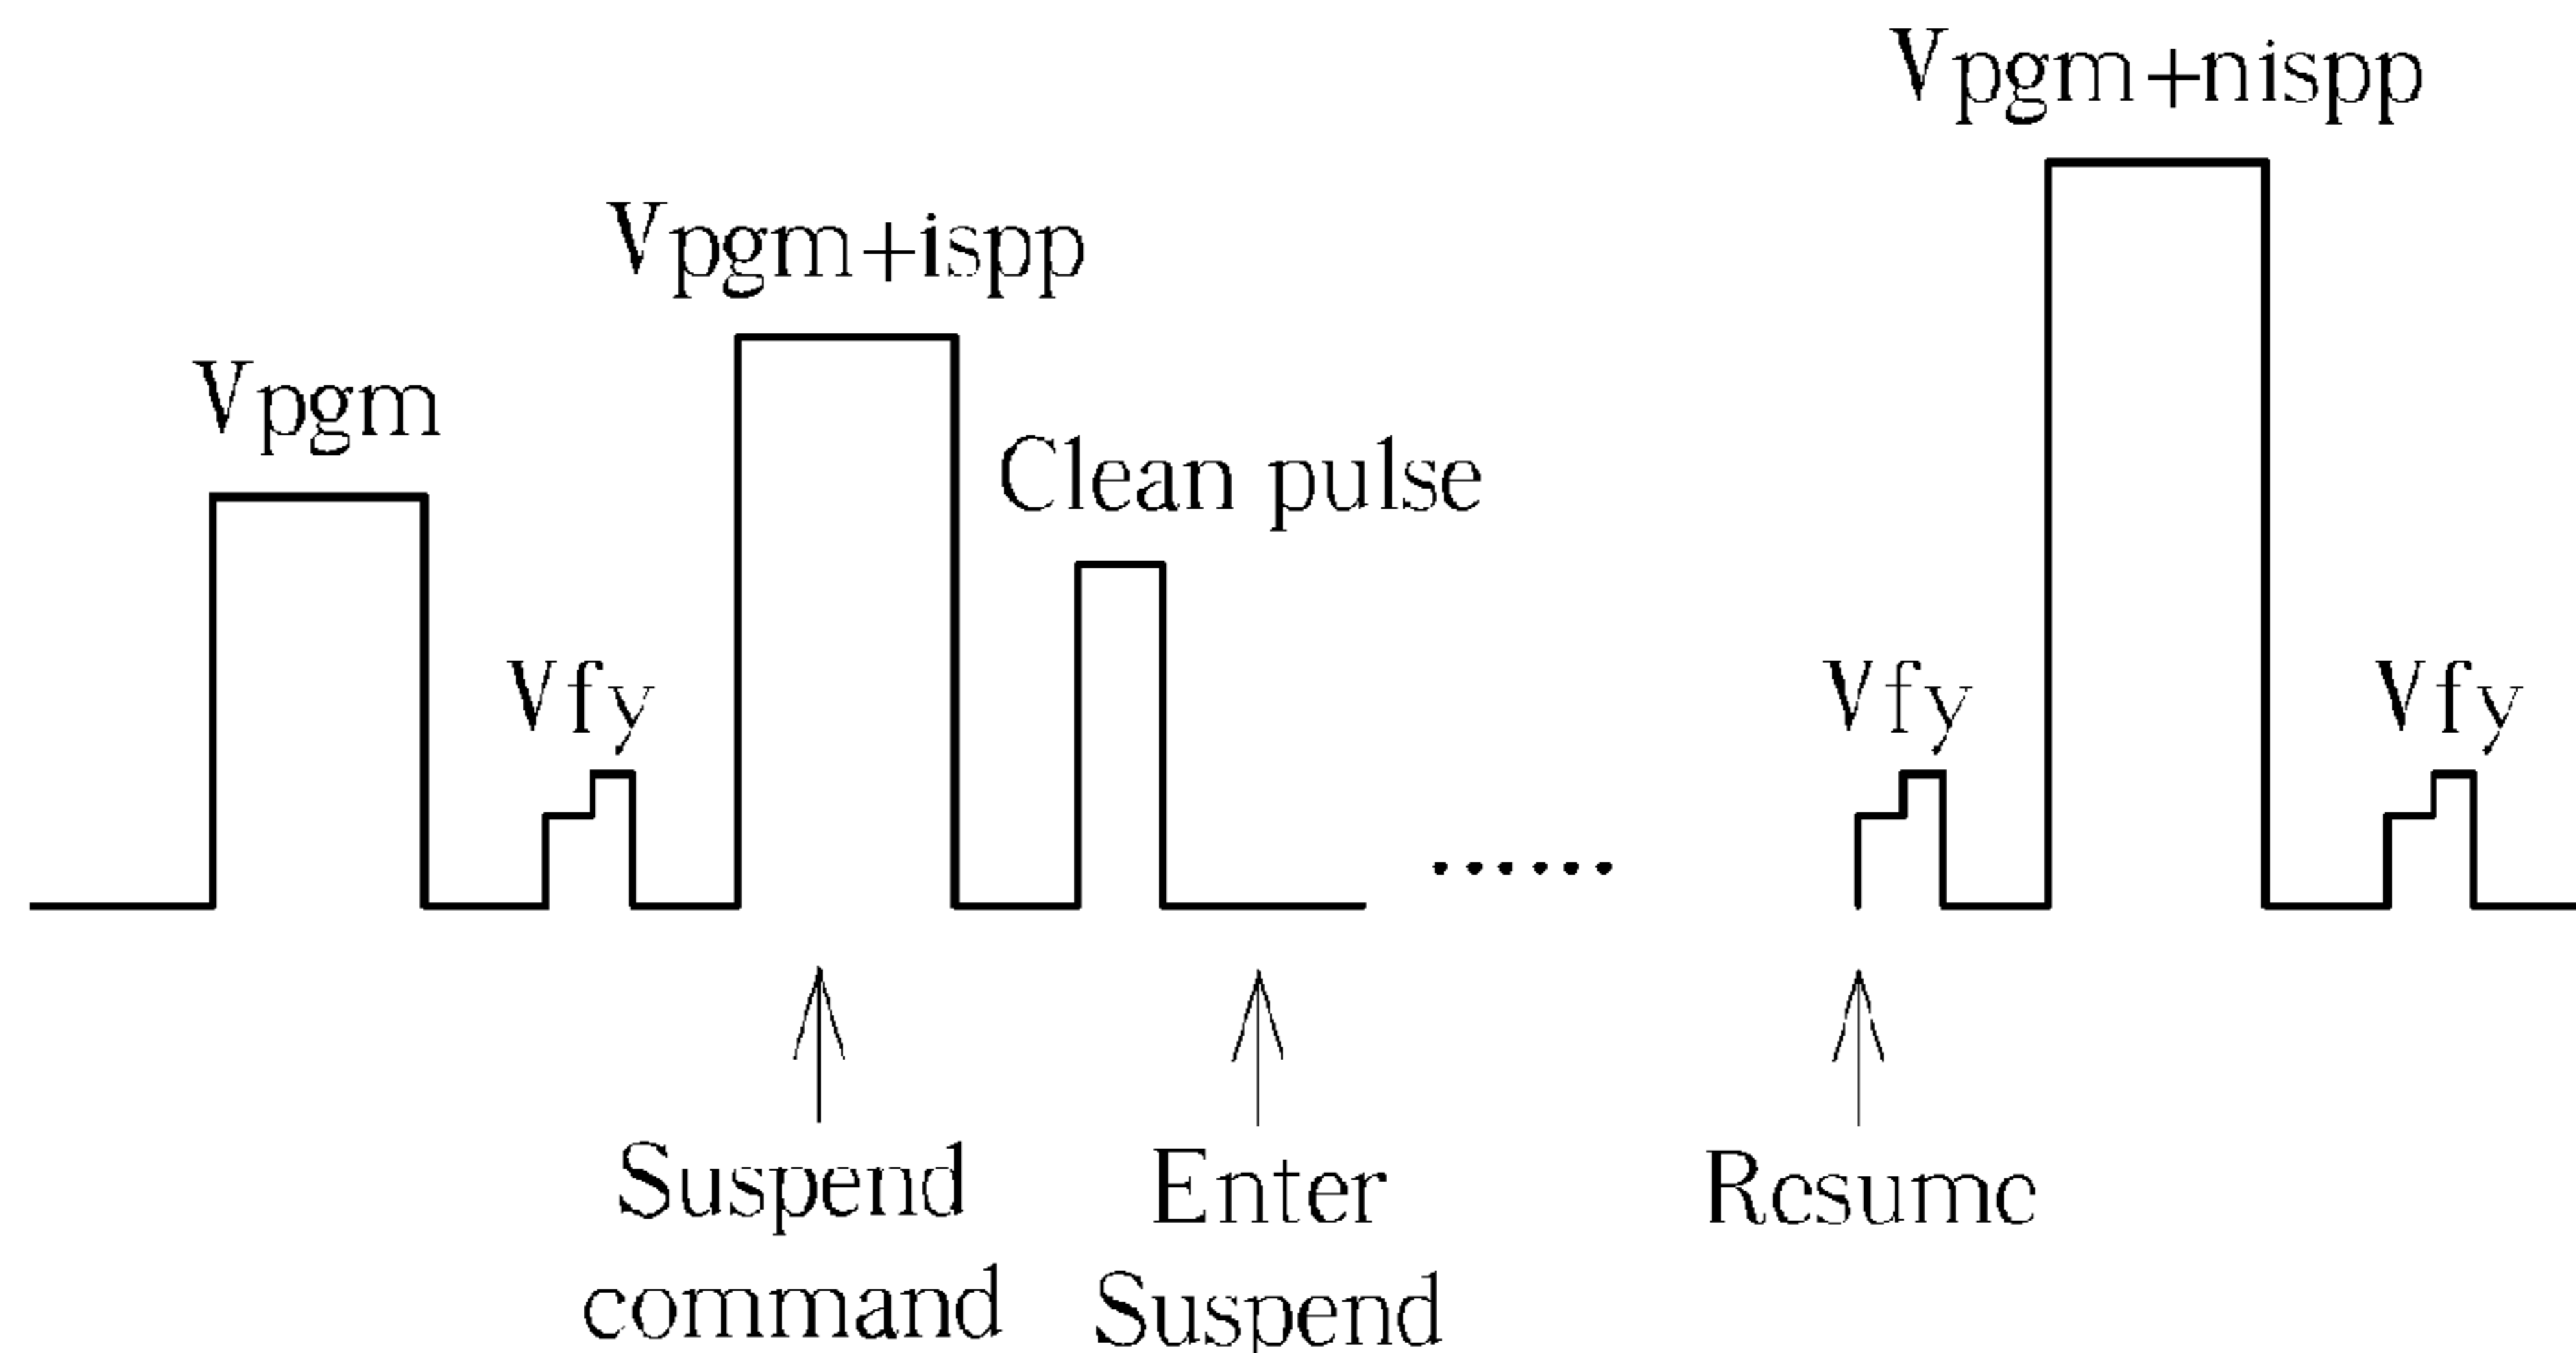 Vpgm+nispp
Vpgm+ispp
Vpgm
Clean pulse
Vfy
Vfy
Vfy
Suspend
command
Enter
Suspend
Resume